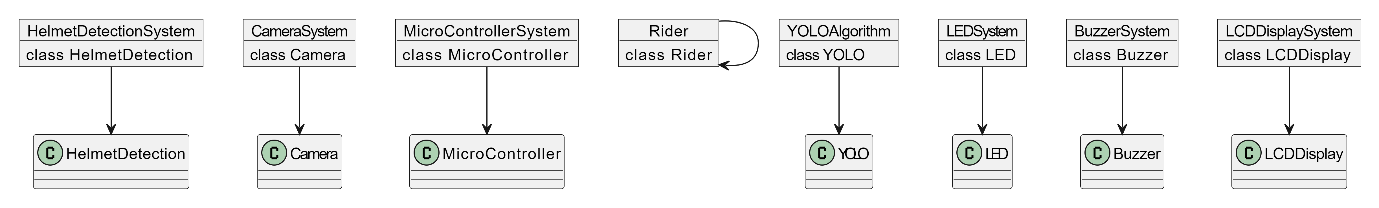 HelmetDetectionSystem
class HelmetDetection
CameraSystem
class Camera
MicroControllerSystem
class MicroController
Rider
class Rider
YOLOAlgorithm
class YOLO
LEDSystem
class LED
BuzzerSystem
class Buzzer
LCDDisplaySystem
class LCDDisplay
C HelmetDetection
C Camera
C MicroController
C YOLO
C LED
C Buzzer
C LCDDisplay